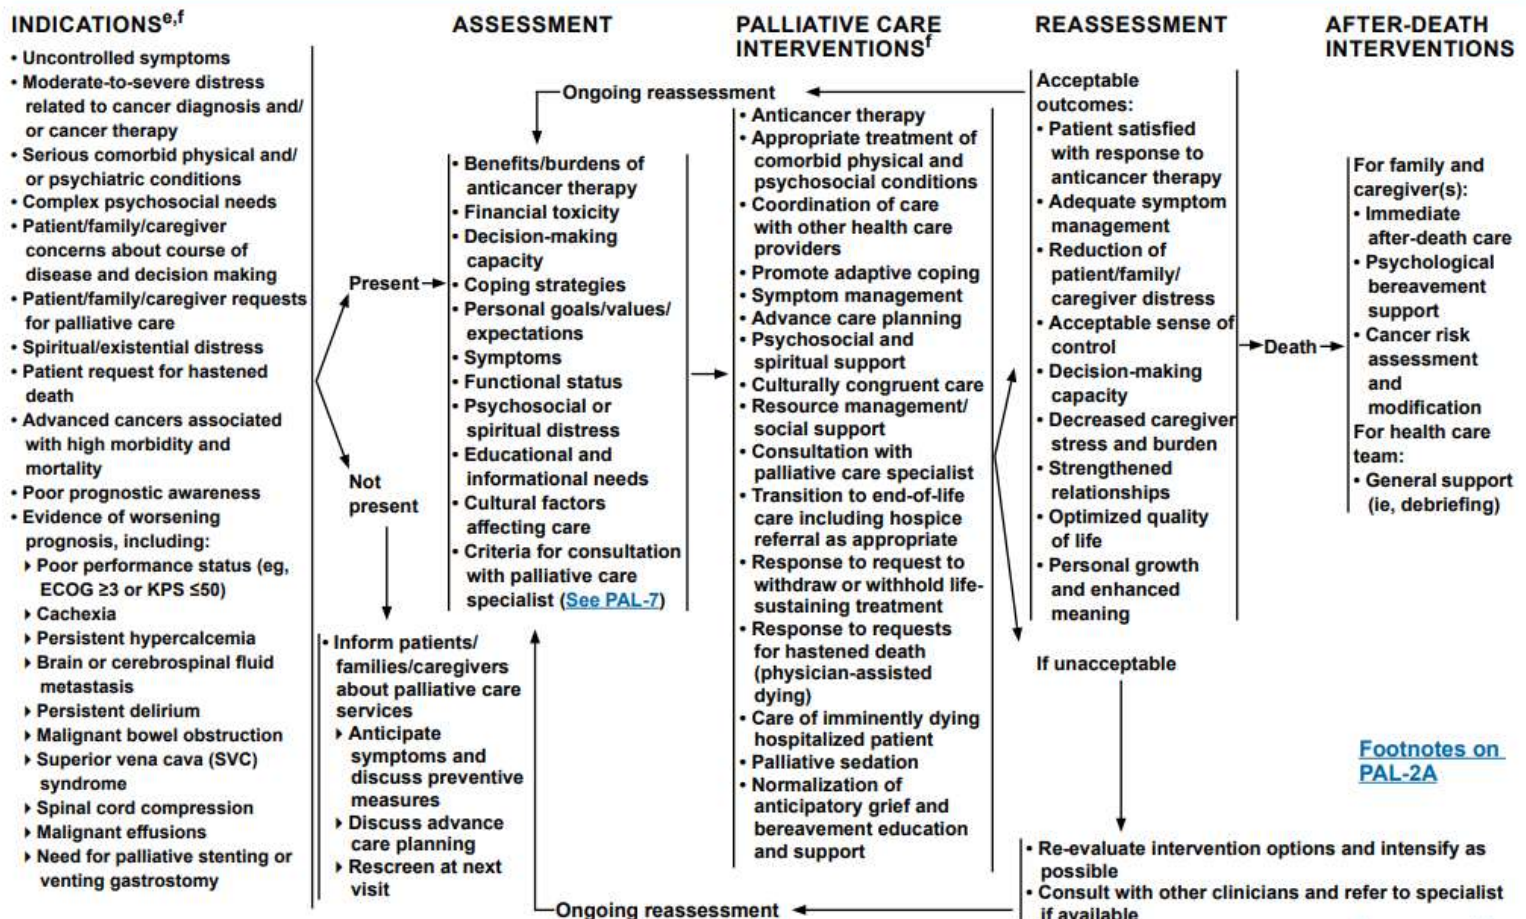 INDICATIONSe,f
• Uncontrolled symptoms
• Moderate-to-severe distress
related to cancer diagnosis and/
or cancer therapy
• Serious comorbid physical and/
or psychiatric conditions
• Complex psychosocial needs
• Patient/family/caregiver
concerns about course of
disease and decision making
• Patient/family/caregiver requests
for palliative care
• Spiritual/existential distress
• Patient request for hastened
death
• Advanced cancers associated
with high morbidity and
mortality
• Poor prognostic awareness
• Evidence of worsening
prognosis, including:
▸ Poor performance status (eg,
ECOG ≥3 or KPS ≤50)
▸ Cachexia
▸ Persistent hypercalcemia
▸ Brain or cerebrospinal fluid
metastasis
▸ Persistent delirium
▸ Malignant bowel obstruction
▸ Superior vena cava (SVC)
syndrome
▸ Spinal cord compression
▸ Malignant effusions
▸ Need for palliative stenting or
venting gastrostomy
Present
Not
present
• Inform patients/
families/caregivers
about palliative care
services
▸ Anticipate
symptoms and
discuss preventive
measures
▸ Discuss advance
care planning
▸ Rescreen at next
visit
ASSESSMENT
Ongoing reassessment
• Benefits/burdens of
anticancer therapy
• Financial toxicity
• Decision-making
capacity
• Coping strategies
• Personal goals/values/
expectations
• Symptoms
• Functional status
• Psychosocial or
spiritual distress
• Educational and
informational needs
• Cultural factors
affecting care
• Criteria for consultation
with palliative care
specialist (See PAL-7)
Ongoing reassessment
PALLIATIVE CARE
INTERVENTIONSf
• Anticancer therapy
• Appropriate treatment of
comorbid physical and
psychosocial conditions
• Coordination of care
with other health care
providers
• Promote adaptive coping
• Symptom management
• Advance care planning
• Psychosocial and
spiritual support
• Culturally congruent care
• Resource management/
social support
• Consultation with
palliative care specialist
• Transition to end-of-life
care including hospice
referral as appropriate
• Response to request to
withdraw or withhold life-
sustaining treatment
• Response to requests
for hastened death
(physician-assisted
dying)
• Care of imminently dying
hospitalized patient
• Palliative sedation
• Normalization of
anticipatory grief and
bereavement education
and support
REASSESSMENT
Acceptable
outcomes:
• Patient satisfied
with response to
anticancer therapy
• Adequate symptom
management
• Reduction of
patient/family/
caregiver distress
• Acceptable sense of
control
• Decision-making
capacity
• Decreased caregiver
stress and burden
• Strengthened
relationships
• Optimized quality
of life
• Personal growth
and enhanced
meaning
If unacceptable
• Re-evaluate intervention options and intensify as
possible
• Consult with other clinicians and refer to specialist
if available
Death
AFTER-DEATH
INTERVENTIONS
For family and
caregiver(s):
• Immediate
after-death care
• Psychological
bereavement
support
• Cancer risk
assessment
and
modification
For health care
team:
• General support
(ie, debriefing)
Footnotes on
PAL-2A